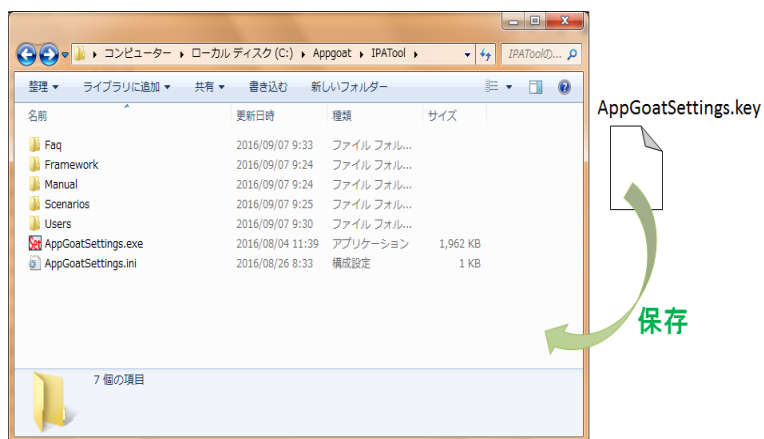 コンピューター ▸ ローカル ディスク (C:) ▸ Appgoat ▸ IPATool ▸
IPAToolの...
整理 ▼ ライブラリに追加 ▼ 共有 ▼ 書き込む 新しいフォルダー
名前 更新日時 種類 サイズ
Faq 2016/09/07 9:33 ファイル フォル...
Framework 2016/09/07 9:24 ファイル フォル...
Manual 2016/09/07 9:24 ファイル フォル...
Scenarios 2016/09/07 9:25 ファイル フォル...
Users 2016/09/07 9:30 ファイル フォル...
AppGoatSettings.exe 2016/08/04 11:39 アプリケーション 1,962 KB
AppGoatSettings.ini 2016/08/26 8:33 構成設定 1 KB
7 個の項目
AppGoatSettings.key
保存